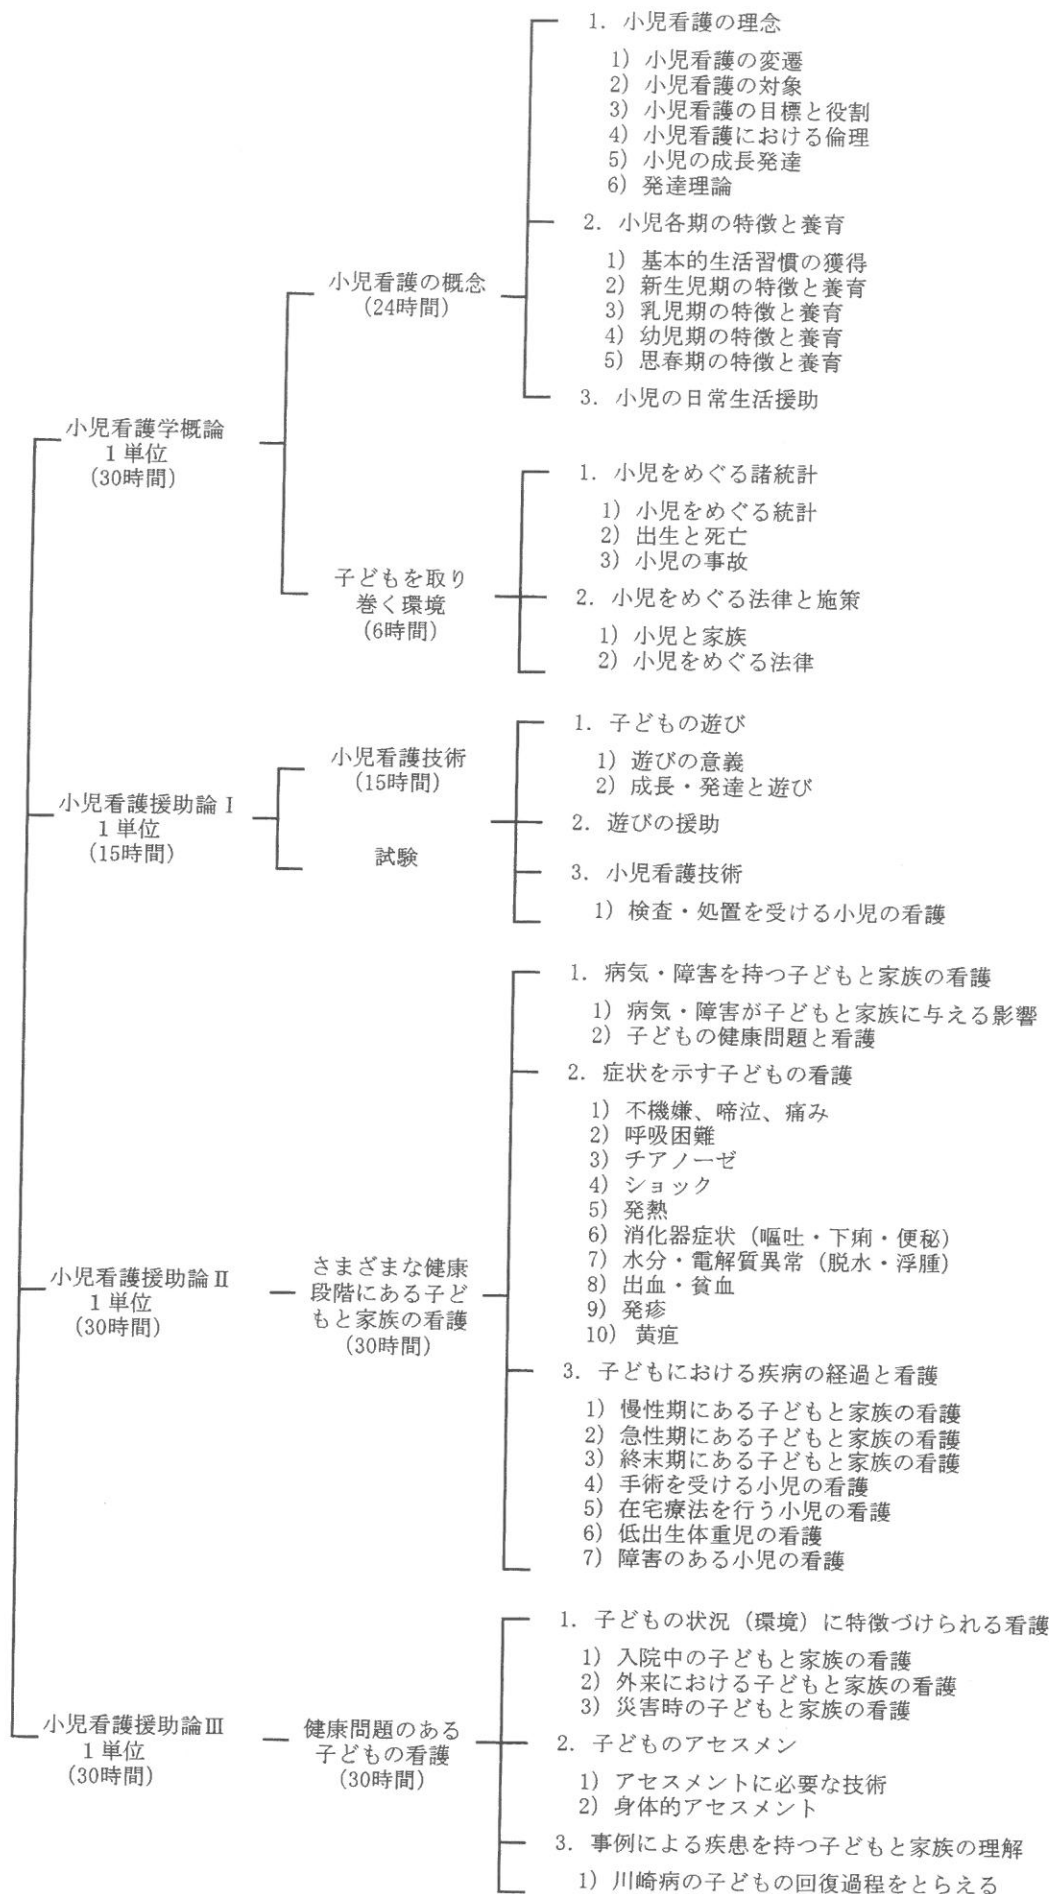 小児看護学概論
1単位
(30時間)
小児看護の概念
(24時間)
1. 小児看護の理念
1) 小児看護の変遷
2) 小児看護の対象
3) 小児看護の目標と役割
4) 小児看護における倫理
5) 小児の成長発達
6) 発達理論
2. 小児各期の特徴と養育
1) 基本的生活習慣の獲得
2) 新生児期の特徴と養育
3) 乳児期の特徴と養育
4) 幼児期の特徴と養育
5) 思春期の特徴と養育
3. 小児の日常生活援助
子どもを取り
巻く環境
(6時間)
1. 小児をめぐる諸統計
1) 小児をめぐる統計
2) 出生と死亡
3) 小児の事故
2. 小児をめぐる法律と施策
1) 小児と家族
2) 小児をめぐる法律
小児看護援助論Ⅰ
1単位
(15時間)
小児看護技術
(15時間)
試験
1. 子どもの遊び
1) 遊びの意義
2) 成長・発達と遊び
2. 遊びの援助
3. 小児看護技術
1) 検査・処置を受ける小児の看護
小児看護援助論Ⅱ
1単位
(30時間)
さまざまな健康
段階にある子ど
もと家族の看護
(30時間)
1. 病気・障害を持つ子どもと家族の看護
1) 病気・障害が子どもと家族に与える影響
2) 子どもの健康問題と看護
2. 症状を示す子どもの看護
1) 不機嫌、啼泣、痛み
2) 呼吸困難
3) チアノーゼ
4) ショック
5) 発熱
6) 消化器症状（嘔吐・下痢・便秘）
7) 水分・電解質異常（脱水・浮腫）
8) 出血・貧血
9) 発疹
10) 黄疸
3. 子どもにおける疾病の経過と看護
1) 慢性期にある子どもと家族の看護
2) 急性期にある子どもと家族の看護
3) 終末期にある子どもと家族の看護
4) 手術を受ける小児の看護
5) 在宅療法を行う小児の看護
6) 低出生体重児の看護
7) 障害のある小児の看護
小児看護援助論Ⅲ
1単位
(30時間)
健康問題のある
子どもの看護
(30時間)
1. 子どもの状況（環境）に特徴づけられる看護
1) 入院中の子どもと家族の看護
2) 外来における子どもと家族の看護
3) 災害時の子どもと家族の看護
2. 子どものアセスメン
1) アセスメントに必要な技術
2) 身体的アセスメント
3. 事例による疾患を持つ子どもと家族の理解
1) 川崎病の子どもの回復過程をとらえる